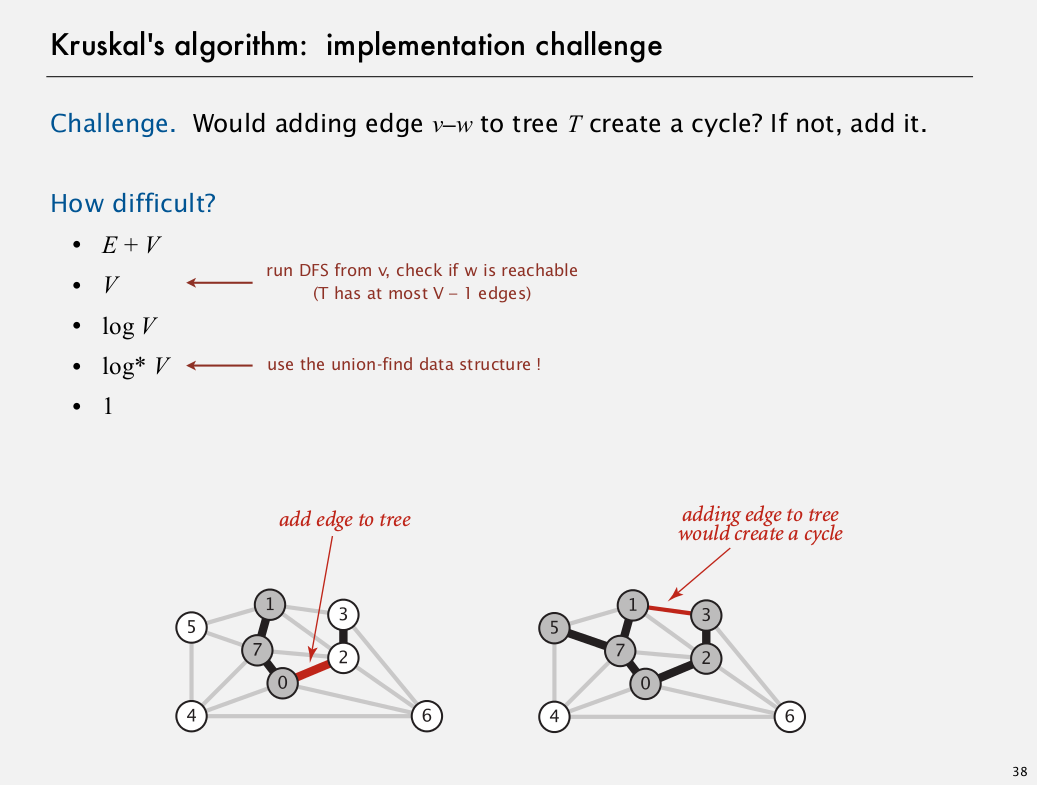 Kruskal's algorithm: implementation challenge
Challenge. Would adding edge v–w to tree T create a cycle? If not, add it.
How difficult?
• E + V
• V
run DFS from v, check if w is reachable
(T has at most V – 1 edges)
• log V
• log* V
use the union-find data structure !
• 1
add edge to tree
1
3
5
7
2
0
4
6
adding edge to tree
would create a cycle
1
3
5
7
2
0
4
6
38